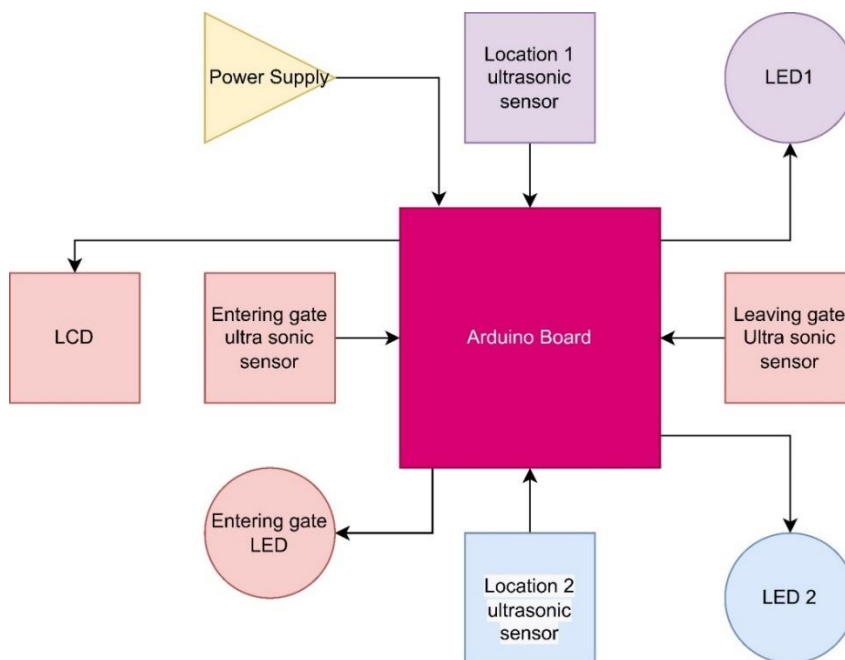 Power Supply
Location 1
ultrasonic
sensor
LED1
LCD
Entering gate
ultra sonic
sensor
Arduino Board
Leaving gate
Ultra sonic
sensor
Entering gate
LED
Location 2
ultrasonic
sensor
LED 2